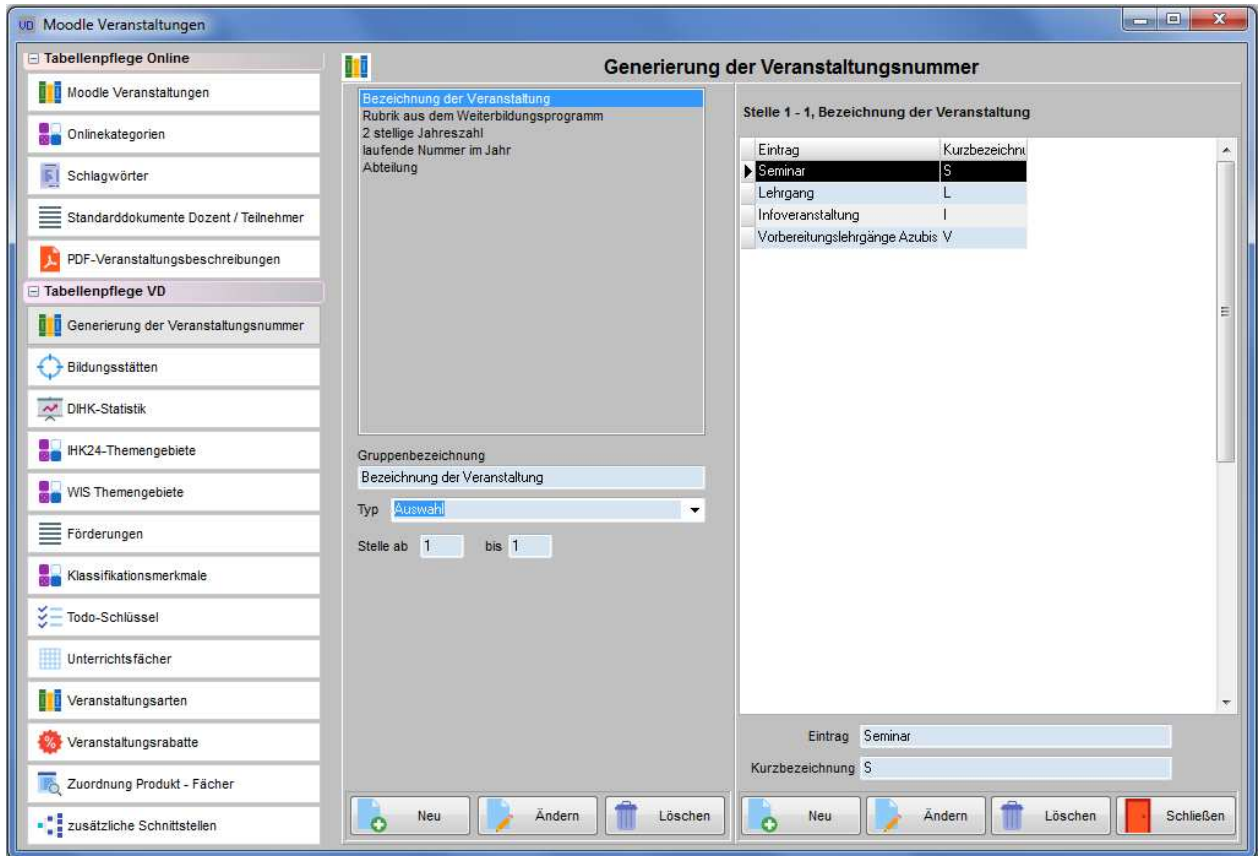 VD Moodle Veranstaltungen
Tabellenpflege Online
Moodle Veranstaltungen
Onlinekategorien
Schlagwörter
Standarddokumente Dozent / Teilnehmer
PDF-Veranstaltungsbeschreibungen
Tabellenpflege VD
Generierung der Veranstaltungsnummer
Bildungsstätten
DIHK-Statistik
IHK24-Themengebiete
WIS Themengebiete
Förderungen
Klassifikationsmerkmale
Todo-Schlüssel
Unterrichtsfächer
Veranstaltungsarten
Veranstaltungsrabatte
Zuordnung Produkt - Fächer
zusätzliche Schnittstellen
Generierung der Veranstaltungsnummer
Bezeichnung der Veranstaltung
Rubrik aus dem Weiterbildungsprogramm
2 stellige Jahreszahl
laufende Nummer im Jahr
Abteilung
Gruppenbezeichnung
Bezeichnung der Veranstaltung
Typ Auswahl
Stelle ab 1 bis 1
Neu Ändern Löschen
Stelle 1 - 1, Bezeichnung der Veranstaltung
Eintrag Kurzbezeichnu
Seminar S
Lehrgang L
Infoveranstaltung I
Vorbereitungslehrgänge Azubis V
Eintrag Seminar
Kurzbezeichnung S
Neu Ändern Löschen Schließen